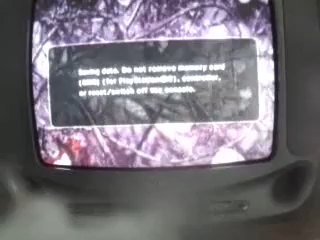 Saving data. Do not remove memory card
(8MB) (for PlayStation®2), controller,
or reset/switch off the console.